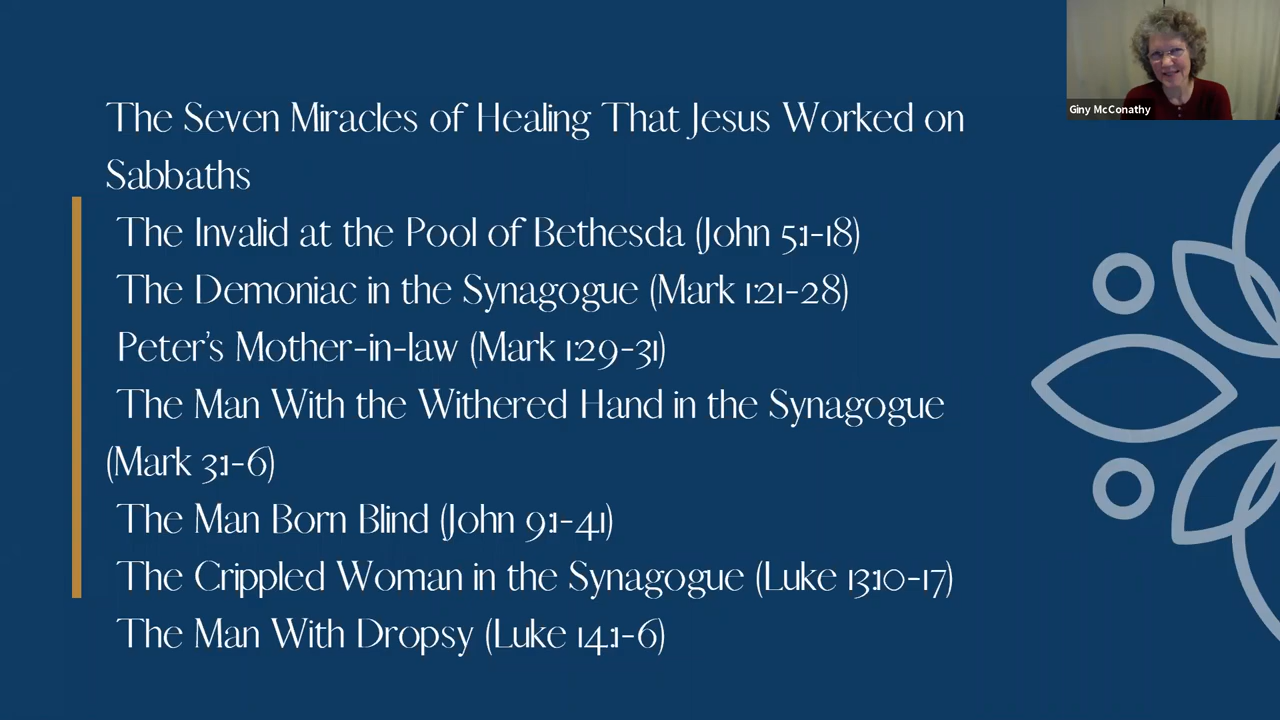 Giny McConathy
The Seven Miracles of Healing That Jesus Worked on
Sabbaths
The Invalid at the Pool of Bethesda (John 5:1-18)
The Demoniac in the Synagogue (Mark 1:21-28)
Peter's Mother-in-law (Mark 1:29-31)
The Man With the Withered Hand in the Synagogue
(Mark 3:1-6)
The Man Born Blind (John 9:1-41)
The Crippled Woman in the Synagogue (Luke 13:10-17)
The Man With Dropsy (Luke 14:1-6)